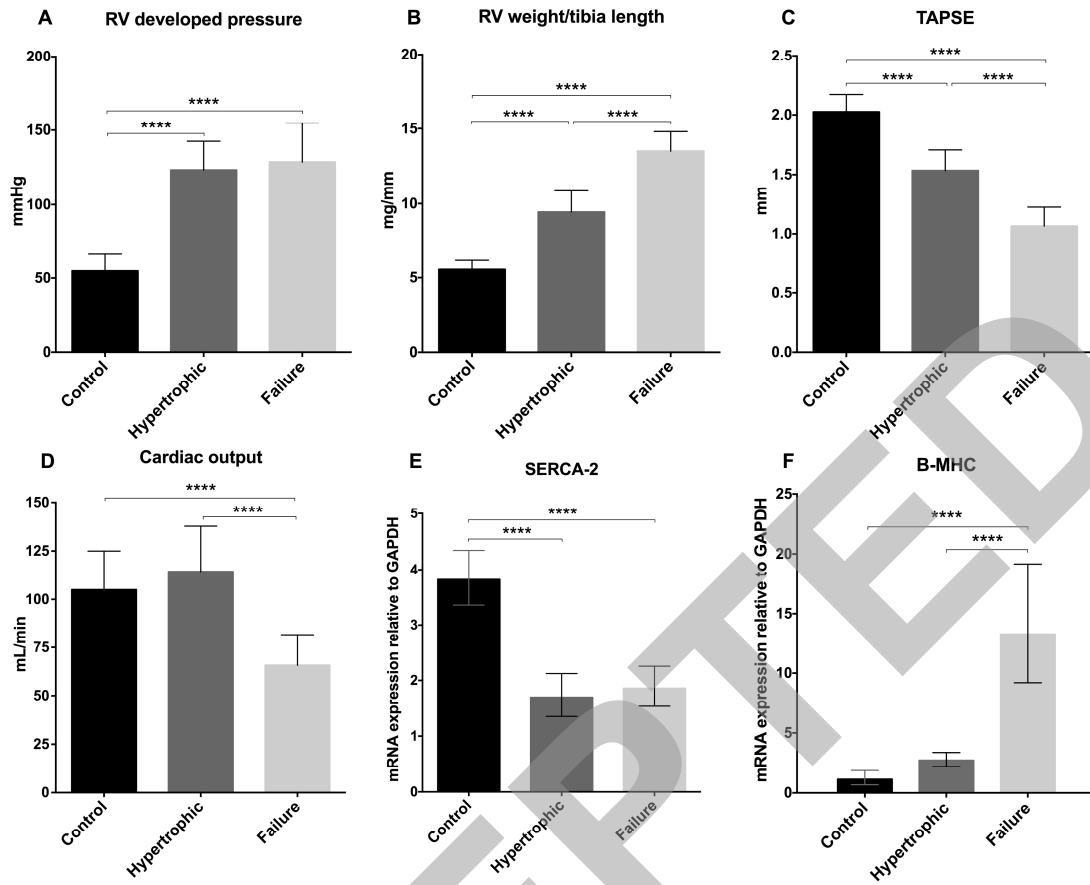 A RV developed pressure
200
150
100
50
0
mmHg
****
****
Control
Hypertrophic
Failure
B RV weight/tibia length
20
15
10
5
0
mg/mm
****
**** ****
Control
Hypertrophic
Failure
C TAPSE
2.5
2.0
1.5
1.0
0.5
0.0
mm
****
**** ****
Control
Hypertrophic
Failure
D Cardiac output
150
125
100
75
50
25
0
mL/min
****
****
Control
Hypertrophic
Failure
E SERCA-2
5
4
3
2
1
0
mRNA expression relative to GAPDH
****
****
Control
Hypertrophic
Failure
F B-MHC
25
20
15
10
5
0
mRNA expression relative to GAPDH
****
****
Control
Hypertrophic
Failure
EPTED